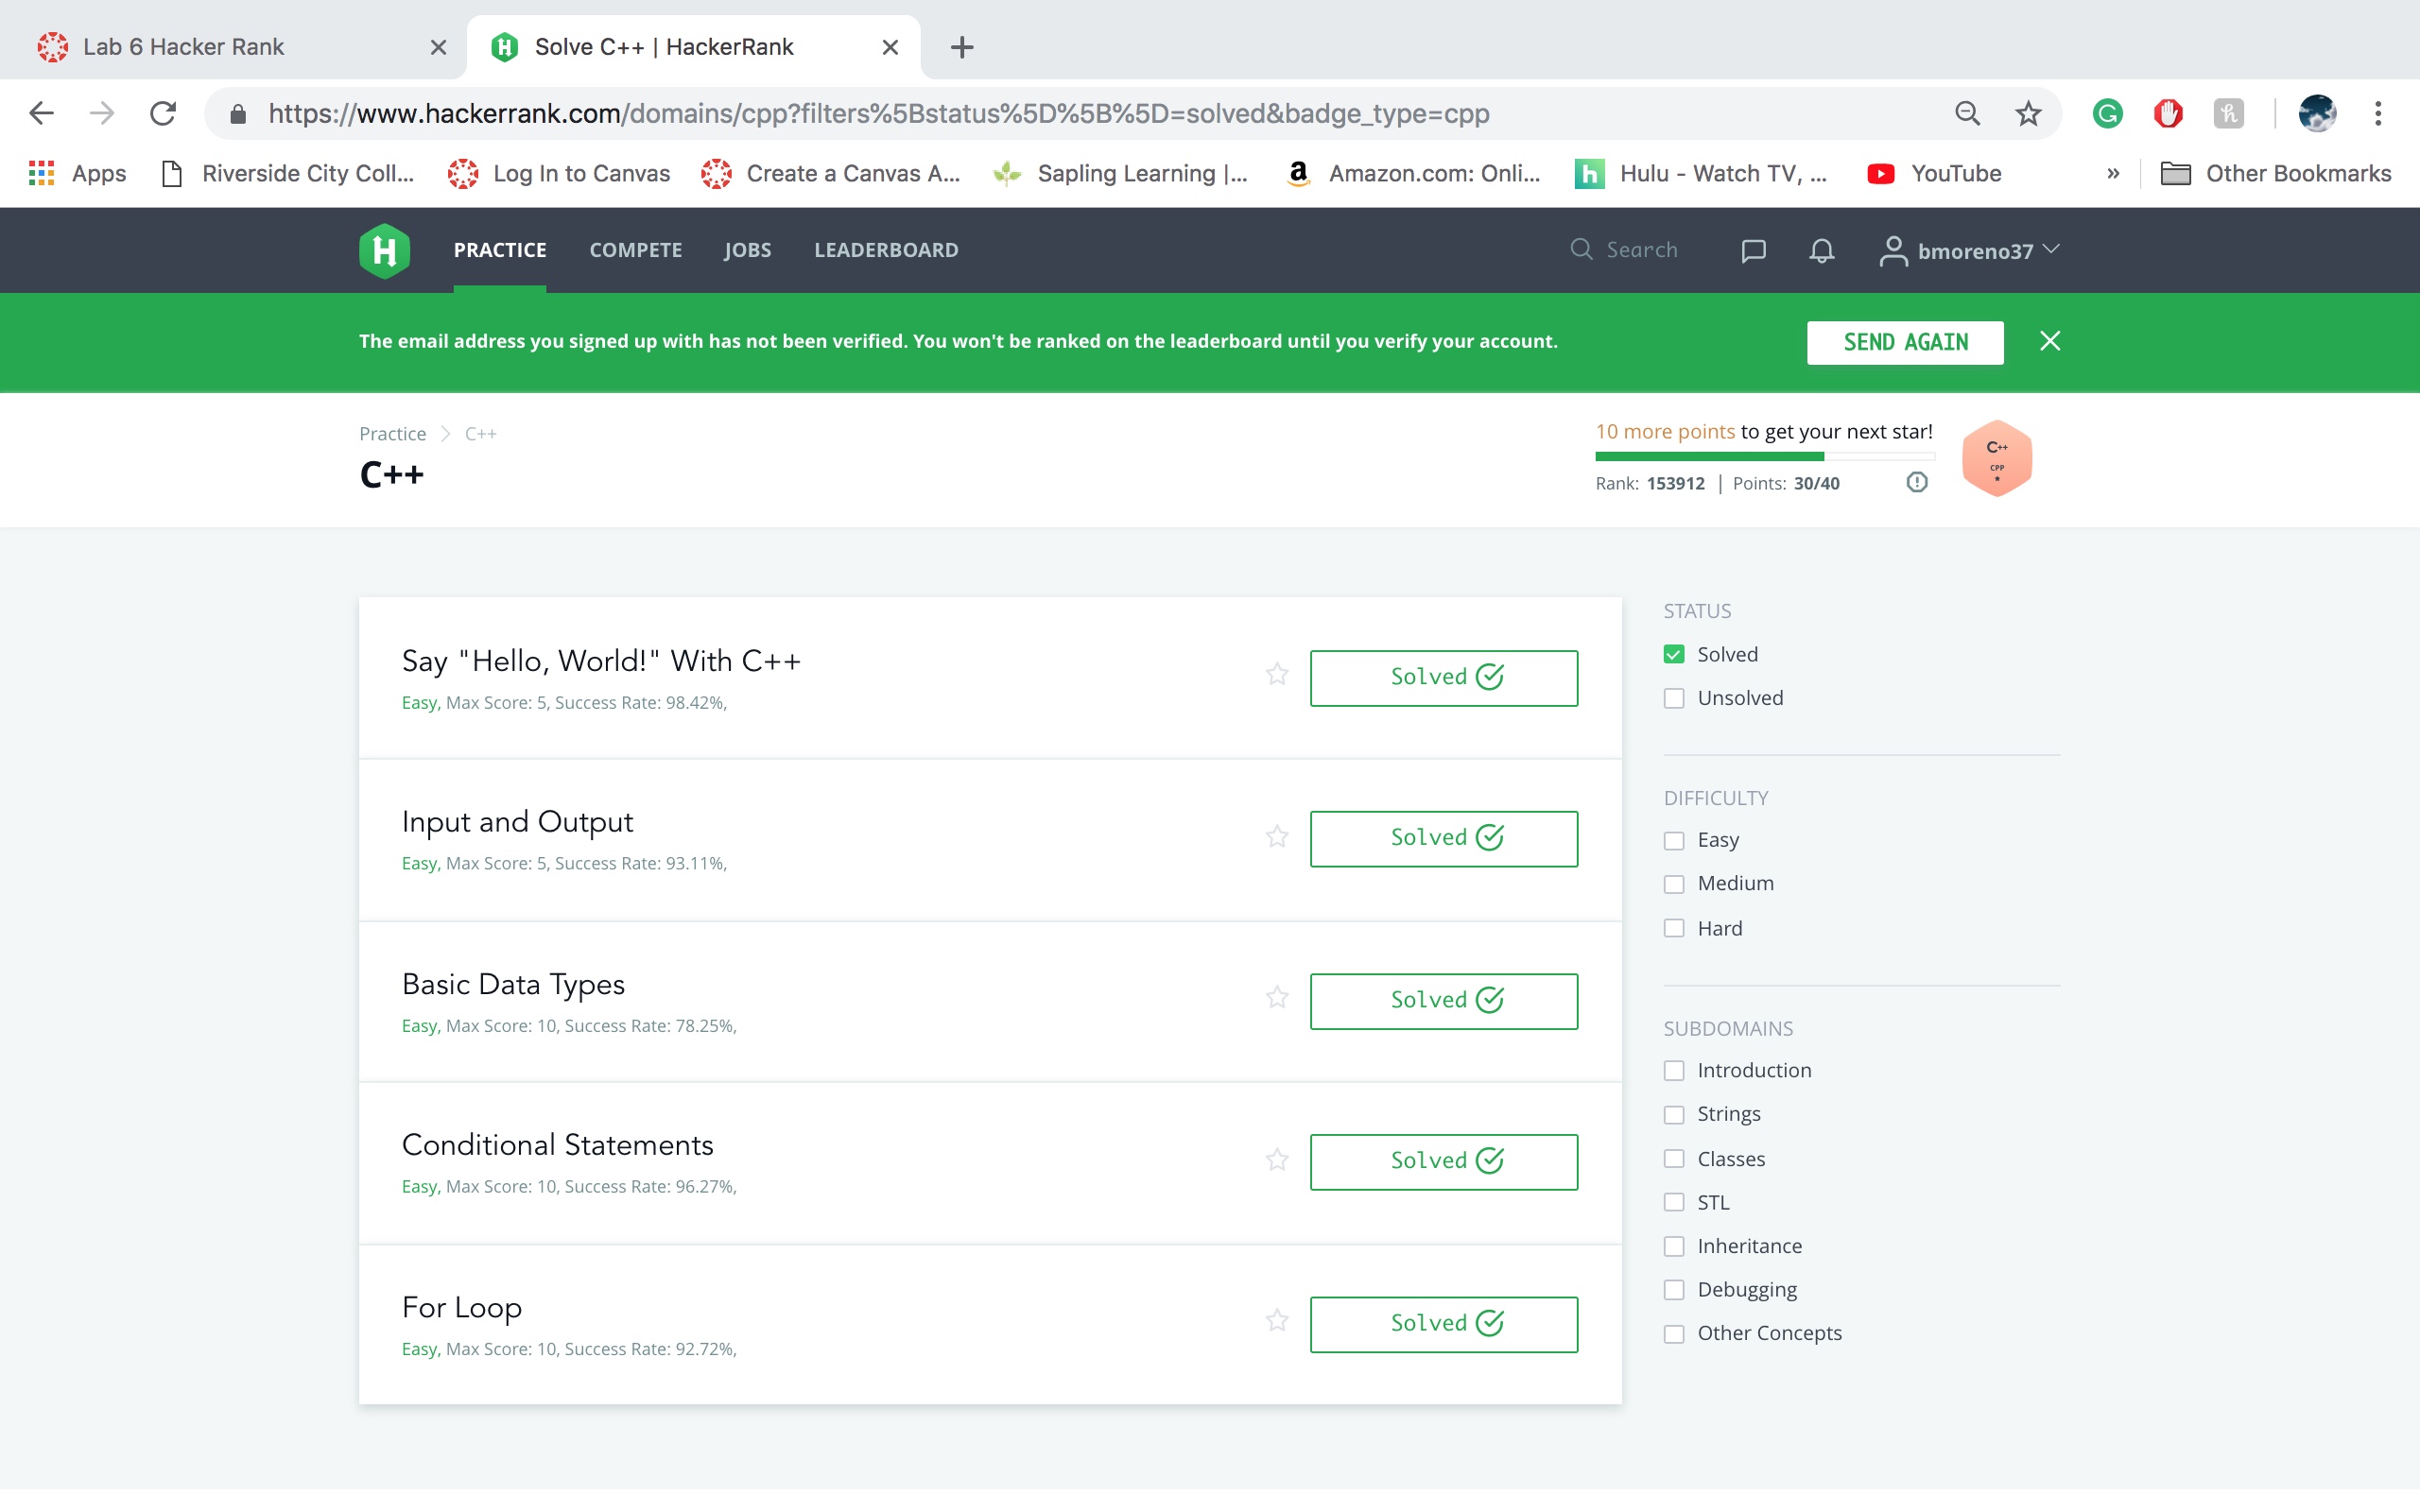 Lab 6 Hacker Rank
Solve C++ | HackerRank
https://www.hackerrank.com/domains/cpp?filters%5Bstatus%5D%5B%5D=solved&badge_type=cpp
Apps Riverside City Coll... Log In to Canvas Create a Canvas A... Sapling Learning |... Amazon.com: Onli... Hulu - Watch TV, ... YouTube » Other Bookmarks
PRACTICE COMPETE JOBS LEADERBOARD Search bmoreno37
The email address you signed up with has not been verified. You won't be ranked on the leaderboard until you verify your account. SEND AGAIN
Practice C++
C++
10 more points to get your next star!
Rank: 153912 | Points: 30/40
C++
CPP
Say "Hello, World!" With C++
Easy, Max Score: 5, Success Rate: 98.42%,
Solved
Input and Output
Easy, Max Score: 5, Success Rate: 93.11%,
Solved
Basic Data Types
Easy, Max Score: 10, Success Rate: 78.25%,
Solved
Conditional Statements
Easy, Max Score: 10, Success Rate: 96.27%,
Solved
For Loop
Easy, Max Score: 10, Success Rate: 92.72%,
Solved
STATUS
Solved
Unsolved
DIFFICULTY
Easy
Medium
Hard
SUBDOMAINS
Introduction
Strings
Classes
STL
Inheritance
Debugging
Other Concepts